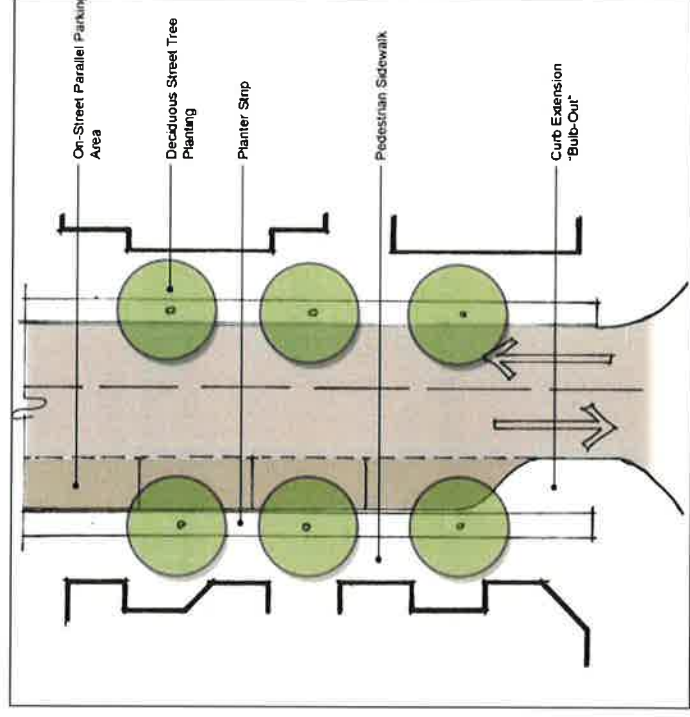 On-Street Parallel Parking
Area
Deciduous Street Tree
Planting
Planter Strip
Pedestrian Sidewalk
Curb Extension
"Bulb-Out"